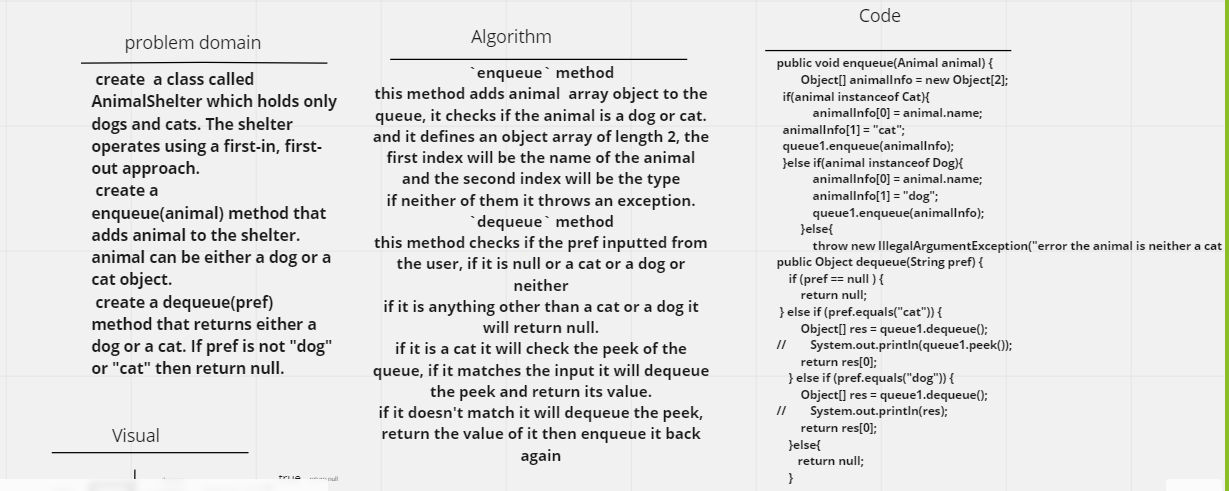 problem domain
create a class called
AnimalShelter which holds only
dogs and cats. The shelter
operates using a first-in, first-
out approach.
create a
enqueue(animal) method that
adds animal to the shelter.
animal can be either a dog or a
cat object.
create a dequeue(pref)
method that returns either a
dog or a cat. If pref is not "dog"
or "cat" then return null.
Visual
true
Algorithm
`enqueue` method
this method adds animal array object to the
queue, it checks if the animal is a dog or cat.
and it defines an object array of length 2, the
first index will be the name of the animal
and the second index will be the type
if neither of them it throws an exception.
`dequeue` method
this method checks if the pref inputted from
the user, if it is null or a cat or a dog or
neither
if it is anything other than a cat or a dog it
will return null.
if it is a cat it will check the peek of the
queue, if it matches the input it will dequeue
the peek and return its value.
if it doesn't match it will dequeue the peek,
return the value of it then enqueue it back
again
Code
public void enqueue(Animal animal) {
Object[] animalInfo = new Object[2];
if(animal instanceof Cat){
animalInfo[0] = animal.name;
animalInfo[1] = "cat";
queue1.enqueue(animalInfo);
}else if(animal instanceof Dog){
animalInfo[0] = animal.name;
animalInfo[1] = "dog";
queue1.enqueue(animalInfo);
}else{
throw new IllegalArgumentException("error the animal is neither a cat
public Object dequeue(String pref) {
if (pref == null ) {
return null;
} else if (pref.equals("cat")) {
Object[] res = queue1.dequeue();
// System.out.println(queue1.peek());
return res[0];
} else if (pref.equals("dog")) {
Object[] res = queue1.dequeue();
// System.out.println(res);
return res[0];
}else{
return null;
}